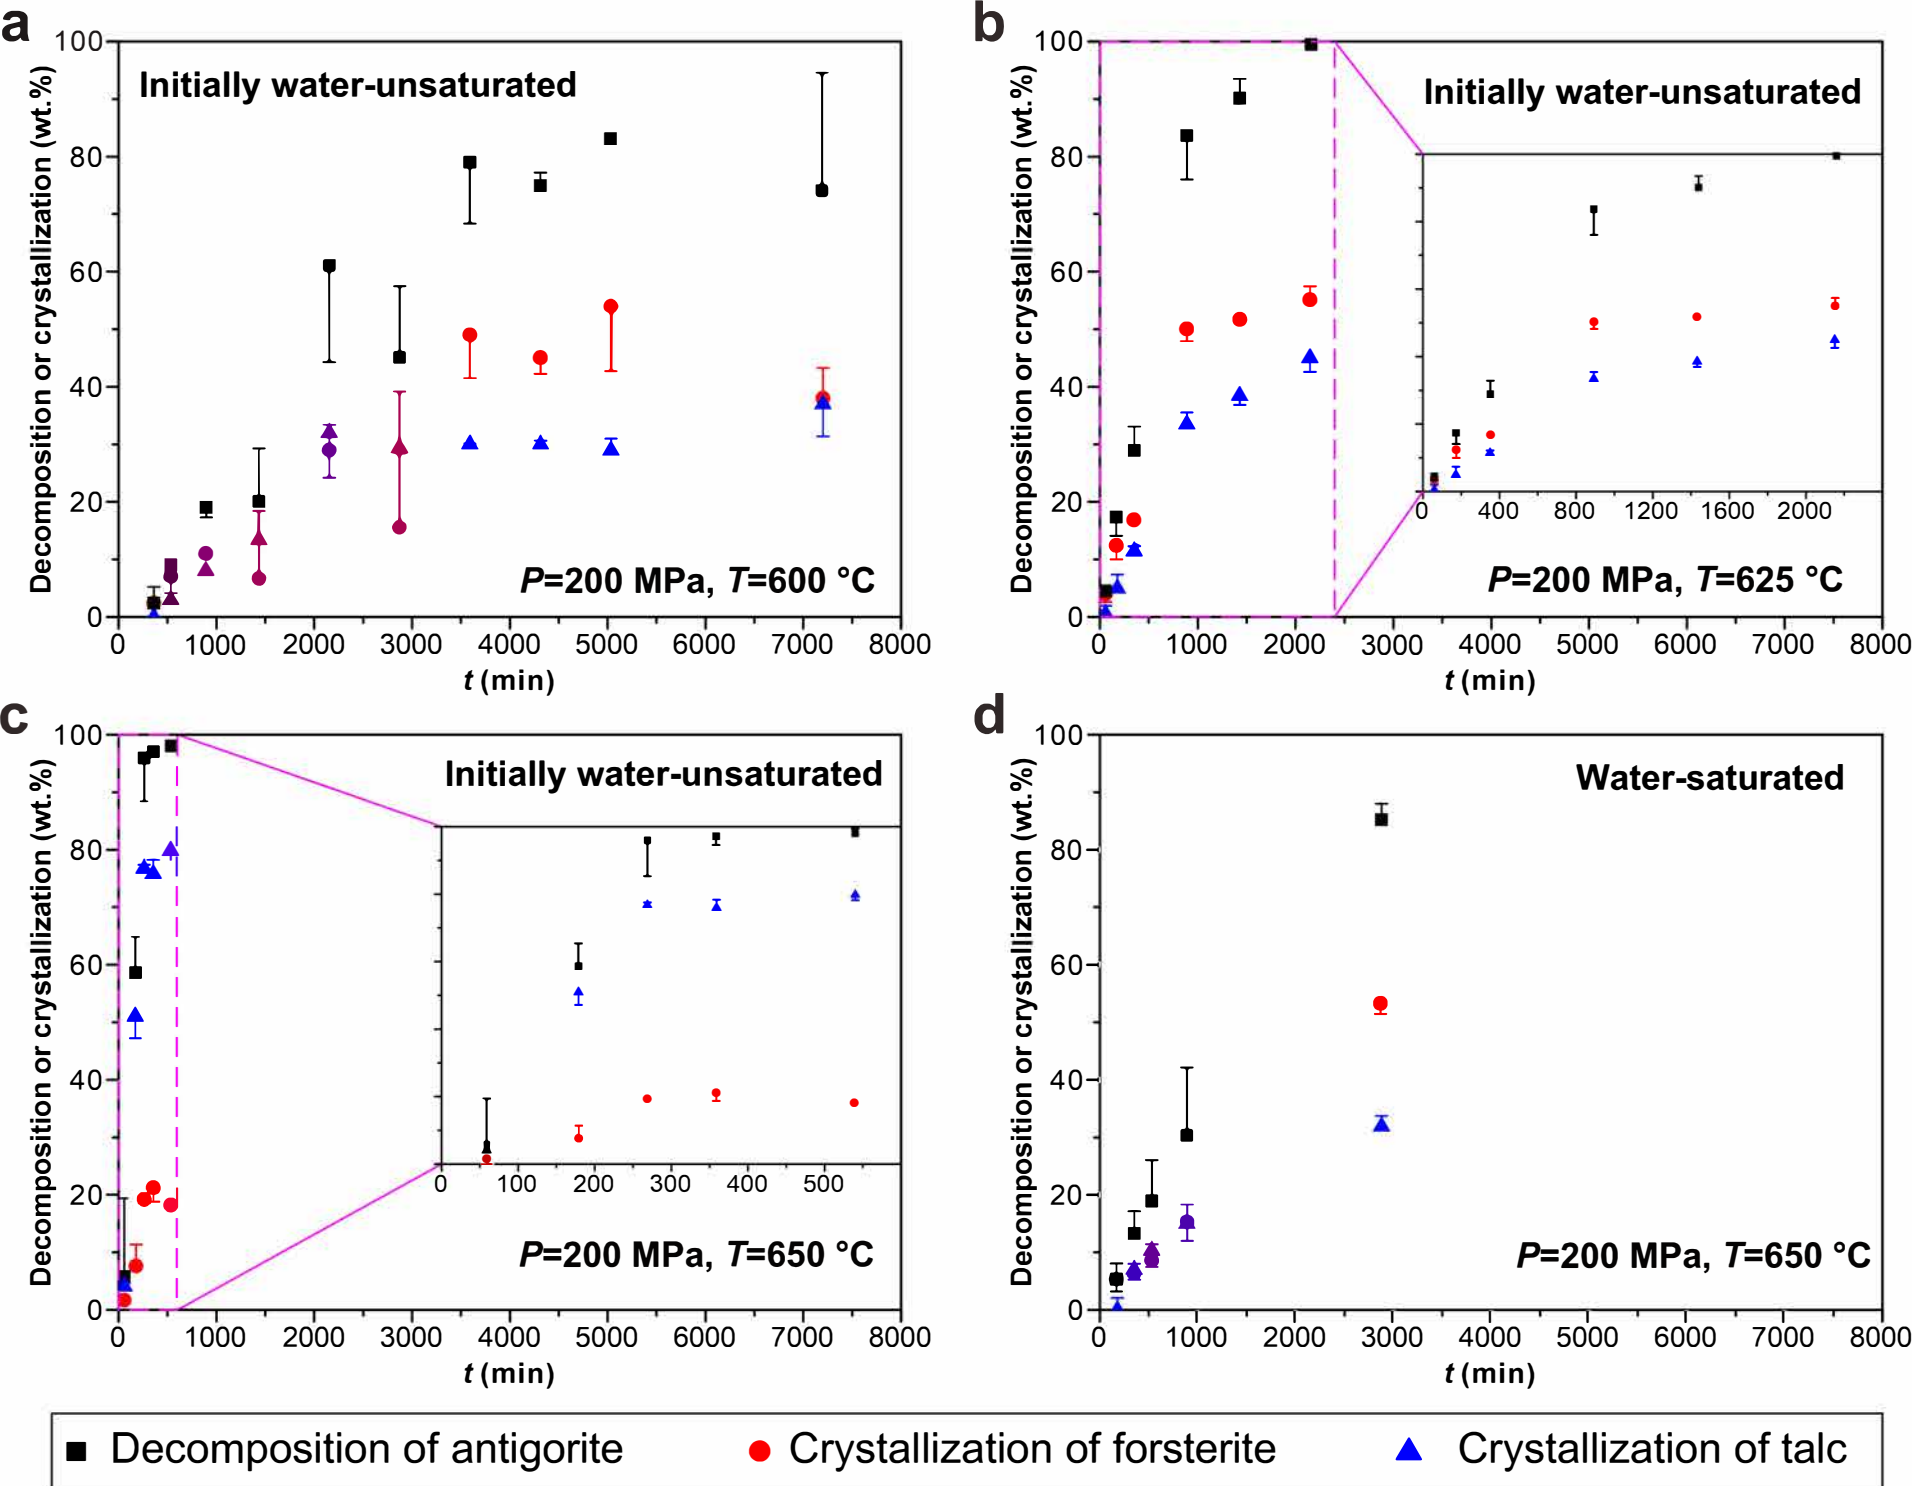 a
Decomposition or crystallization (wt.%)
100
80
60
40
20
0
Initially water-unsaturated
P=200 MPa, T=600 °C
0 1000 2000 3000 4000 5000 6000 7000 8000
t (min)
b
Decomposition or crystallization (wt.%)
100
80
60
40
20
0
Initially water-unsaturated
0 400 800 1200 1600 2000
P=200 MPa, T=625 °C
0 1000 2000 3000 4000 5000 6000 7000 8000
t (min)
c
Decomposition or crystallization (wt.%)
100
80
60
40
20
0
Initially water-unsaturated
0 100 200 300 400 500
P=200 MPa, T=650 °C
0 1000 2000 3000 4000 5000 6000 7000 8000
t (min)
d
Decomposition or crystallization (wt.%)
100
80
60
40
20
0
Water-saturated
P=200 MPa, T=650 °C
0 1000 2000 3000 4000 5000 6000 7000 8000
t (min)
Decomposition of antigorite Crystallization of forsterite Crystallization of talc